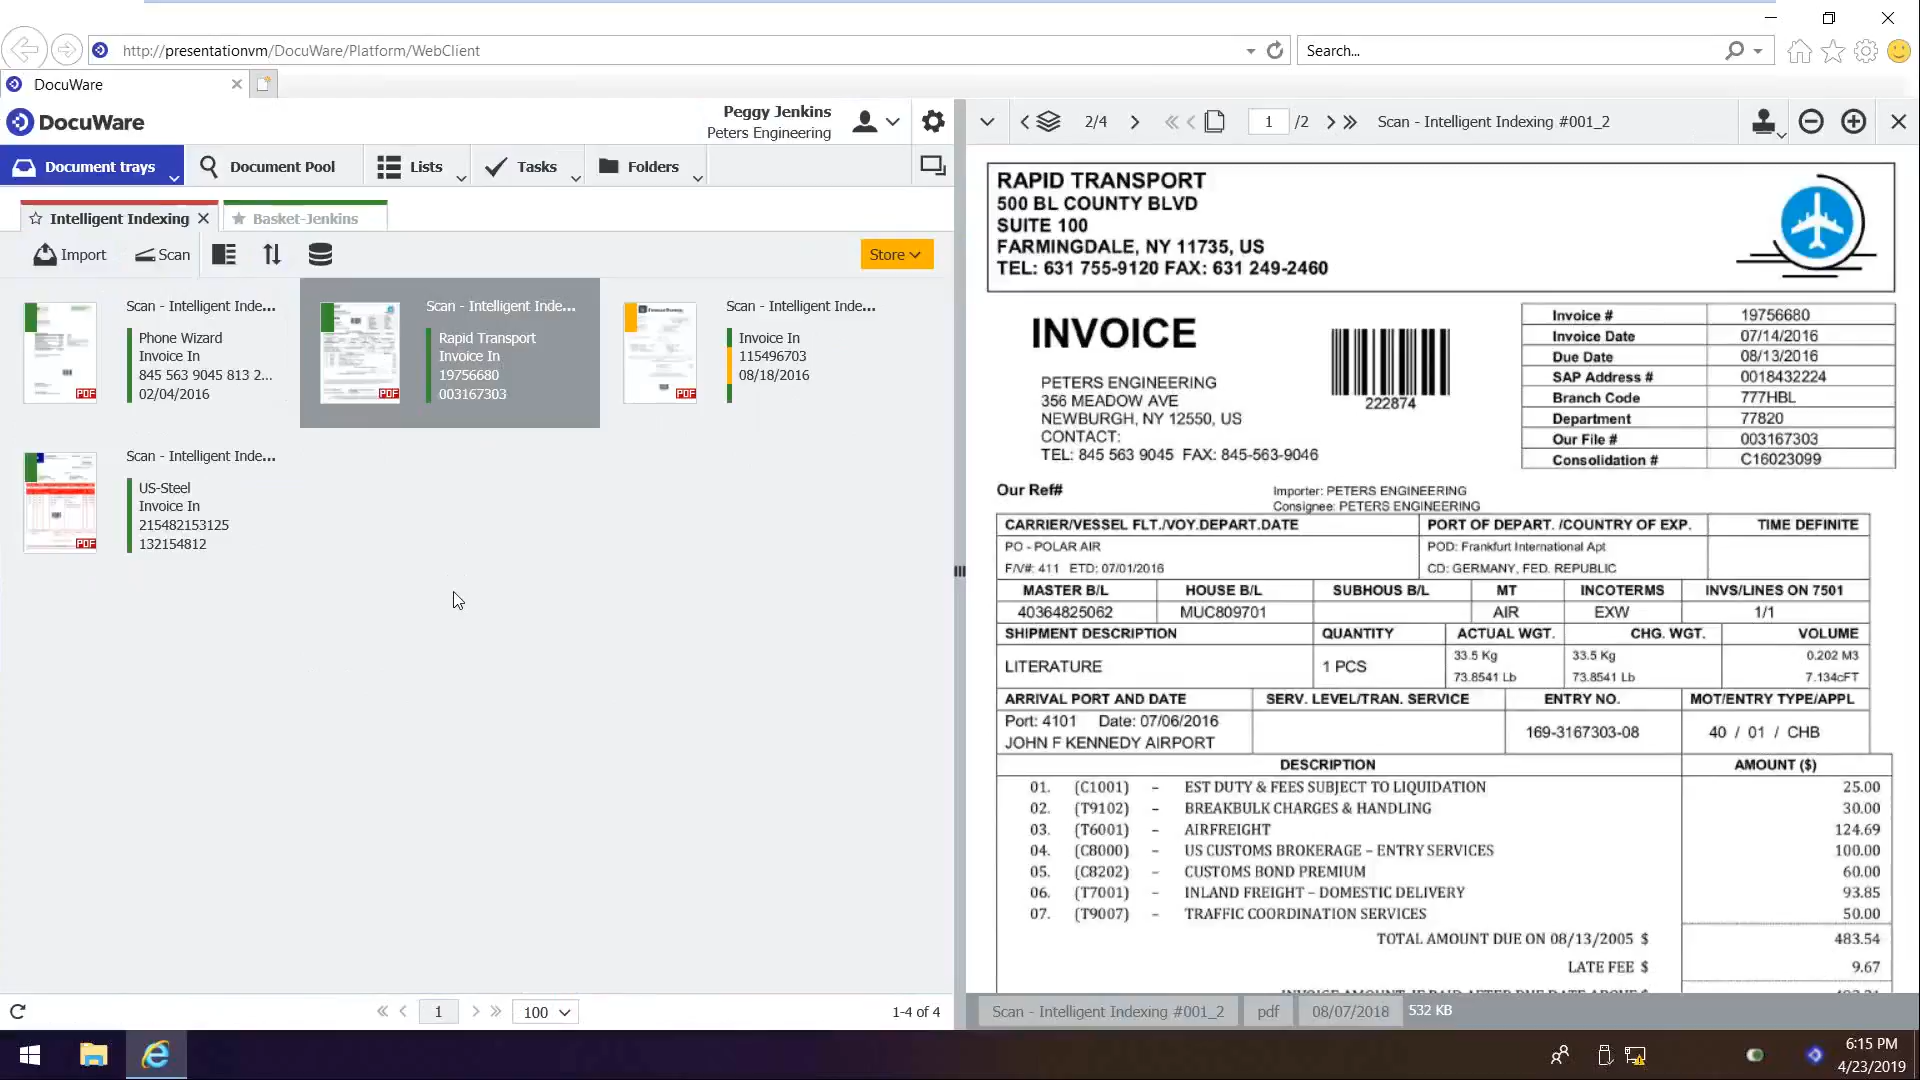 http://presentationvm/DocuWare/Platform/WebClient
Search...
DocuWare
DocuWare
Peggy Jenkins
Peters Engineering
Document trays
Document Pool
Lists
Tasks
Folders
Intelligent Indexing
Basket-Jenkins
Import
Scan
Store
Scan - Intelligent Inde...
Phone Wizard
Invoice In
845 563 9045 813 2...
02/04/2016
PDF
Scan - Intelligent Inde...
Rapid Transport
Invoice In
19756680
003167303
PDF
Scan - Intelligent Inde...
Invoice In
115496703
08/18/2016
PDF
Scan - Intelligent Inde...
US-Steel
Invoice In
215482153125
132154812
PDF
1
100
1-4 of 4
2/4
1 /2
Scan - Intelligent Indexing #001_2
RAPID TRANSPORT
500 BL COUNTY BLVD
SUITE 100
FARMINGDALE, NY 11735, US
TEL: 631 755-9120 FAX: 631 249-2460
INVOICE
222874
PETERS ENGINEERING
356 MEADOW AVE
NEWBURGH, NY 12550, US
CONTACT:
TEL: 845 563 9045 FAX: 845-563-9046
Invoice # 19756680
Invoice Date 07/14/2016
Due Date 08/13/2016
SAP Address # 0018432224
Branch Code 777HBL
Department 77820
Our File # 003167303
Consolidation # C16023099
Our Ref#
Importer: PETERS ENGINEERING
Consignee: PETERS ENGINEERING
CARRIER/VESSEL FLT./VOY.DEPART.DATE PORT OF DEPART. /COUNTRY OF EXP. TIME DEFINITE
PO - POLAR AIR POD: Frankfurt International Apt
F/V#: 411 ETD: 07/01/2016 CD: GERMANY, FED. REPUBLIC
MASTER B/L HOUSE B/L SUBHOUS B/L MT INCOTERMS INVS/LINES ON 7501
40364825062 MUC809701 AIR EXW 1/1
SHIPMENT DESCRIPTION QUANTITY ACTUAL WGT. CHG. WGT. VOLUME
LITERATURE 1 PCS 33.5 Kg 33.5 Kg 0.202 M3
73.8541 Lb 73.8541 Lb 7.134cFT
ARRIVAL PORT AND DATE SERV. LEVEL/TRAN. SERVICE ENTRY NO. MOT/ENTRY TYPE/APPL
Port: 4101 Date: 07/06/2016
JOHN F KENNEDY AIRPORT 169-3167303-08 40 / 01 / CHB
DESCRIPTION AMOUNT ($)
01. (C1001) - EST DUTY & FEES SUBJECT TO LIQUIDATION 25.00
02. (T9102) - BREAKBULK CHARGES & HANDLING 30.00
03. (T6001) - AIRFREIGHT 124.69
04. (C8000) - US CUSTOMS BROKERAGE – ENTRY SERVICES 100.00
05. (C8202) - CUSTOMS BOND PREMIUM 60.00
06. (T7001) - INLAND FREIGHT – DOMESTIC DELIVERY 93.85
07. (T9007) - TRAFFIC COORDINATION SERVICES 50.00
TOTAL AMOUNT DUE ON 08/13/2005 $ 483.54
LATE FEE $ 9.67
Scan - Intelligent Indexing #001_2
pdf
08/07/2018
532 KB
6:15 PM
4/23/2019